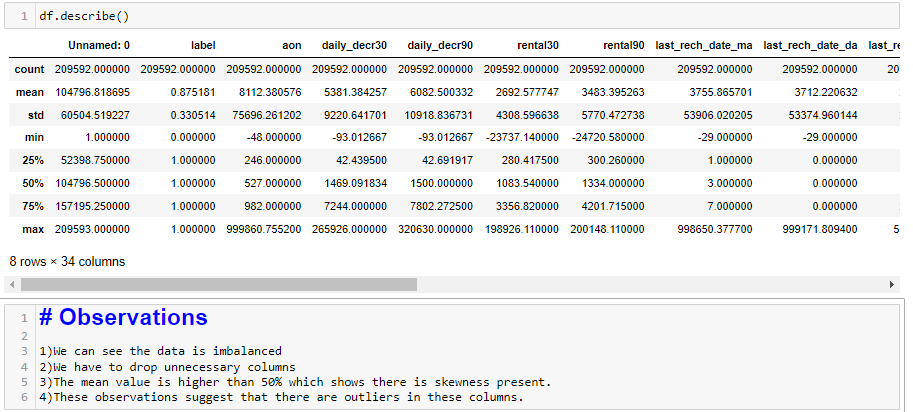 1 df.describe()
Unnamed: 0 label aon daily_decr30 daily_decr90 rental30 rental90 last_rech_date_ma last_rech_date_da last_re
count 209592.000000 209592.000000 209592.000000 209592.000000 209592.000000 209592.000000 209592.000000 209592.000000 209592.000000 20
mean 104796.818695 0.875181 8112.380576 5381.384257 6082.500332 2692.577747 3483.395263 3755.865701 3712.220632
std 60504.519227 0.330514 75696.261202 9220.641701 10918.836731 4308.596638 5770.472738 53906.020205 53374.960144
min 1.000000 0.000000 -48.000000 -93.012667 -93.012667 -23737.140000 -24720.580000 -29.000000 -29.000000
25% 52398.750000 1.000000 246.000000 42.439500 42.691917 280.417500 300.260000 1.000000 0.000000
50% 104796.500000 1.000000 527.000000 1469.091834 1500.000000 1083.540000 1334.000000 3.000000 0.000000
75% 157195.250000 1.000000 982.000000 7244.000000 7802.272500 3356.820000 4201.715000 7.000000 0.000000
max 209593.000000 1.000000 999860.755200 265926.000000 320630.000000 198926.110000 200148.110000 998650.377700 999171.809400 5
8 rows × 34 columns
1 # Observations
2
3 1)We can see the data is imbalanced
4 2)We have to drop unnecessary columns
5 3)The mean value is higher than 50% which shows there is skewness present.
6 4)These observations suggest that there are outliers in these columns.